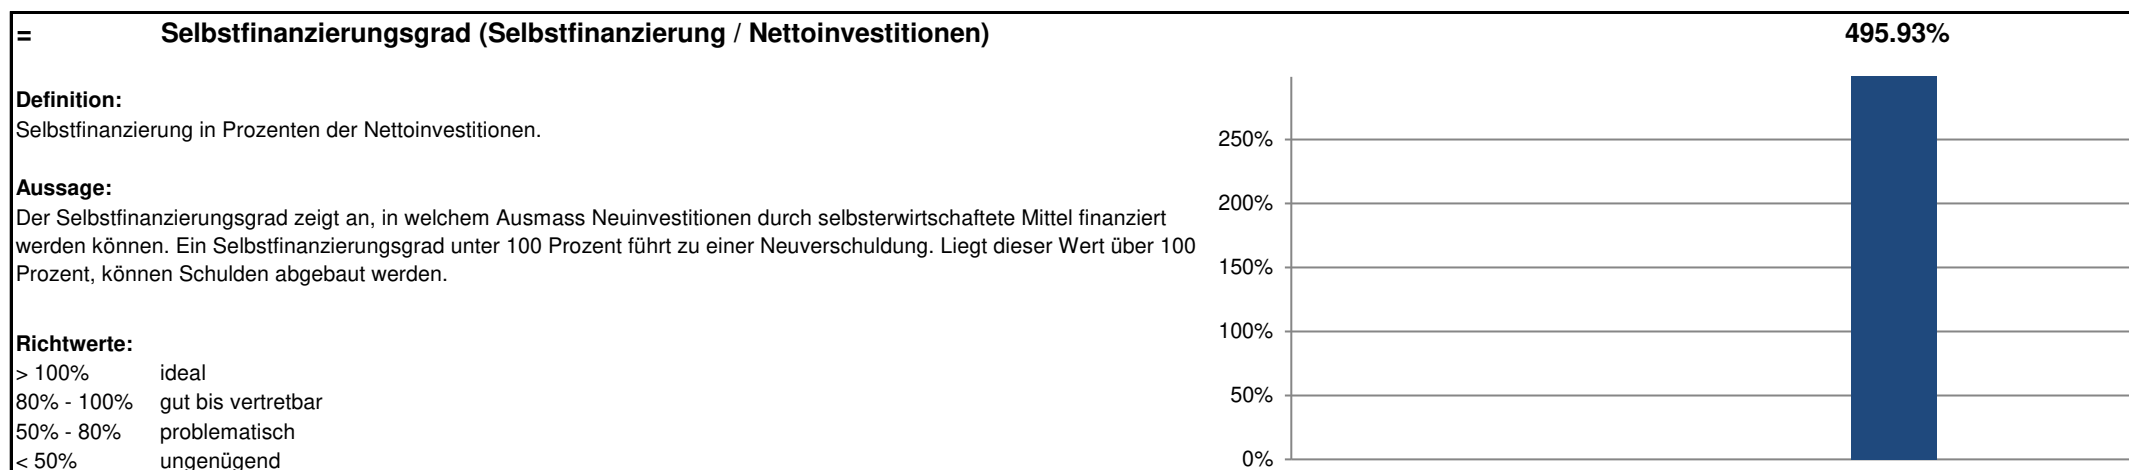 = Selbstfinanzierungsgrad (Selbstfinanzierung / Nettoinvestitionen) 495.93%
Definition:
Selbstfinanzierung in Prozenten der Nettoinvestitionen.
Aussage:
Der Selbstfinanzierungsgrad zeigt an, in welchem Ausmass Neuinvestitionen durch selbsterwirtschaftete Mittel finanziert
werden können. Ein Selbstfinanzierungsgrad unter 100 Prozent führt zu einer Neuverschuldung. Liegt dieser Wert über 100
Prozent, können Schulden abgebaut werden.
Richtwerte:
> 100% ideal
80% - 100% gut bis vertretbar
50% - 80% problematisch
< 50% ungenügend
250%
200%
150%
100%
50%
0%